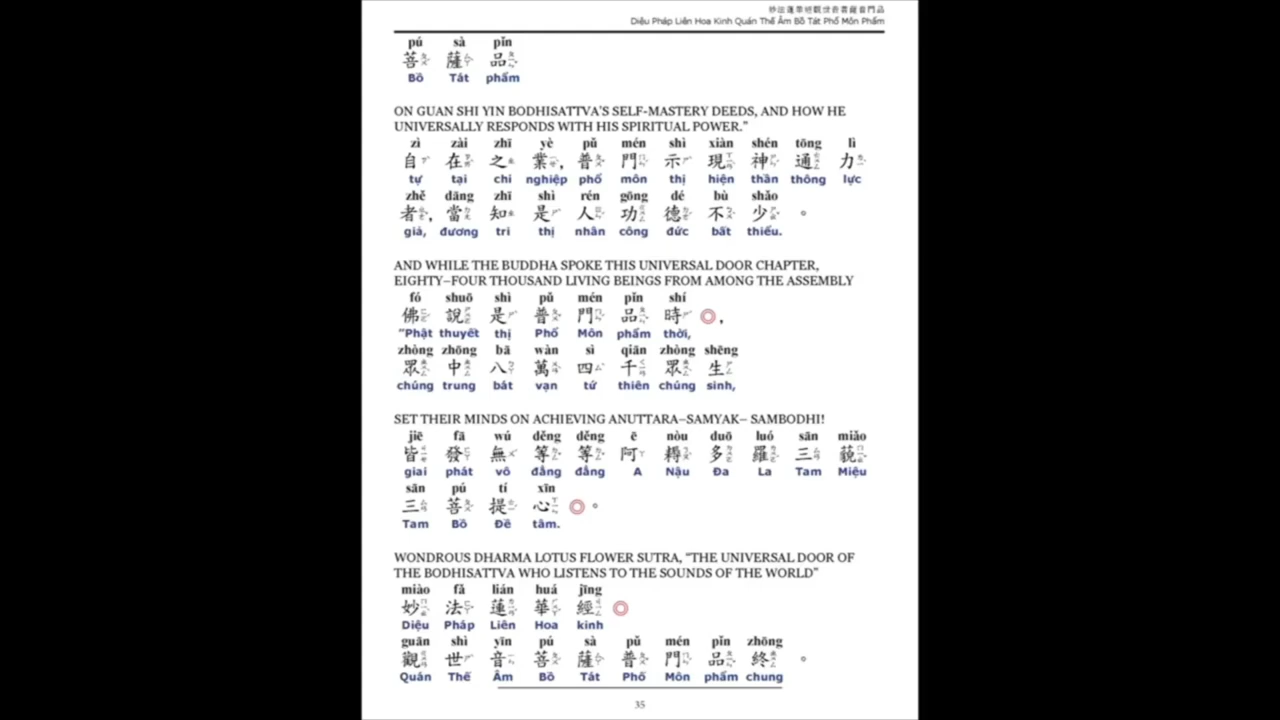 妙法蓮華經觀世音菩薩普門品
Diệu Pháp Liên Hoa Kinh Quán Thế Âm Bồ Tát Phổ Môn Phẩm
pú sà pǐn
菩 薩 品
Bồ Tát phẩm
ON GUAN SHI YIN BODHISATTVA'S SELF-MASTERY DEEDS, AND HOW HE
UNIVERSALLY RESPONDS WITH HIS SPIRITUAL POWER."
zì zài zhī yè pǔ mén shì xiàn shén tōng lì
自 在 之 業, 普 門 示 現 神 通 力
tự tại chi nghiệp phổ môn thị hiện thần thông lực
zhě dāng zhī shì rén gōng dé bù shǎo
者, 當 知 是 人 功 德 不 少 。
giả, đương tri thị nhân công đức bất thiểu.
AND WHILE THE BUDDHA SPOKE THIS UNIVERSAL DOOR CHAPTER,
EIGHTY–FOUR THOUSAND LIVING BEINGS FROM AMONG THE ASSEMBLY
fó shuō shì pǔ mén pǐn shí
佛 說 是 普 門 品 時 ◎,
"Phật thuyết thị Phổ Môn phẩm thời,
zhòng zhōng bā wàn sì qiān zhòng shēng
眾 中 八 萬 四 千 眾 生
chúng trung bát vạn tứ thiên chúng sinh,
SET THEIR MINDS ON ACHIEVING ANUTTARA–SAMYAK– SAMBODHI!
jiē fā wú děng děng ē nòu duō luó sān miǎo
皆 發 無 等 等 阿 耨 多 羅 三 藐
giai phát vô đẳng đẳng A Nậu Đa La Tam Miệu
sān pú tí xīn
三 菩 提 心 ◎ 。
Tam Bồ Đề tâm.
WONDROUS DHARMA LOTUS FLOWER SUTRA, "THE UNIVERSAL DOOR OF
THE BODHISATTVA WHO LISTENS TO THE SOUNDS OF THE WORLD"
miào fǎ lián huá jīng
妙 法 蓮 華 經 ◎
Diệu Pháp Liên Hoa kinh
guān shì yīn pú sà pǔ mén pǐn zhōng
觀 世 音 菩 薩 普 門 品 終 。
Quán Thế Âm Bồ Tát Phổ Môn phẩm chung
35